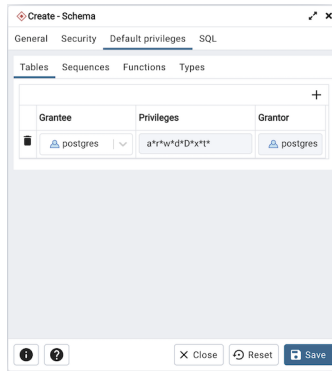 Create - Schema
General Security Default privileges SQL
Tables Sequences Functions Types
Grantee Privileges Grantor
postgres a*r*w*d*D*x*t* postgres
Close Reset Save